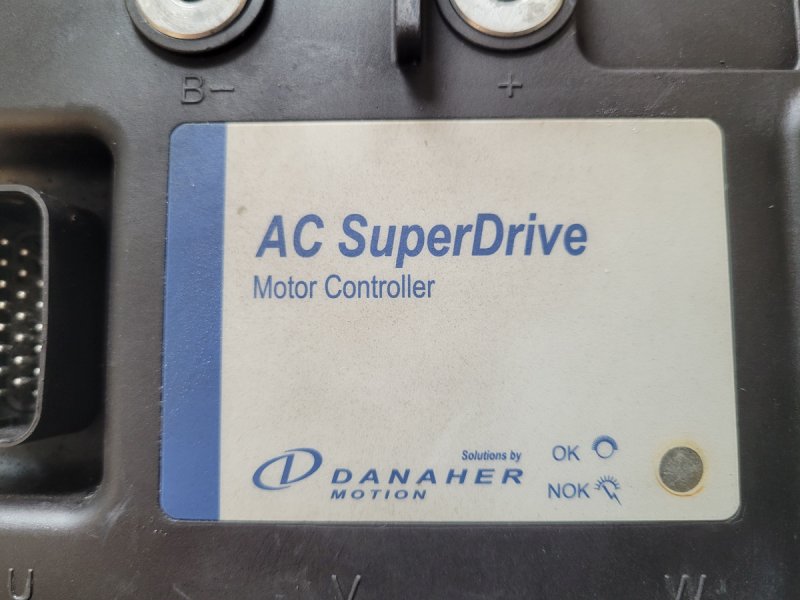 B- +
AC SuperDrive
Motor Controller
Solutions by
DANAHER
MOTION
OK
NOK
U V W